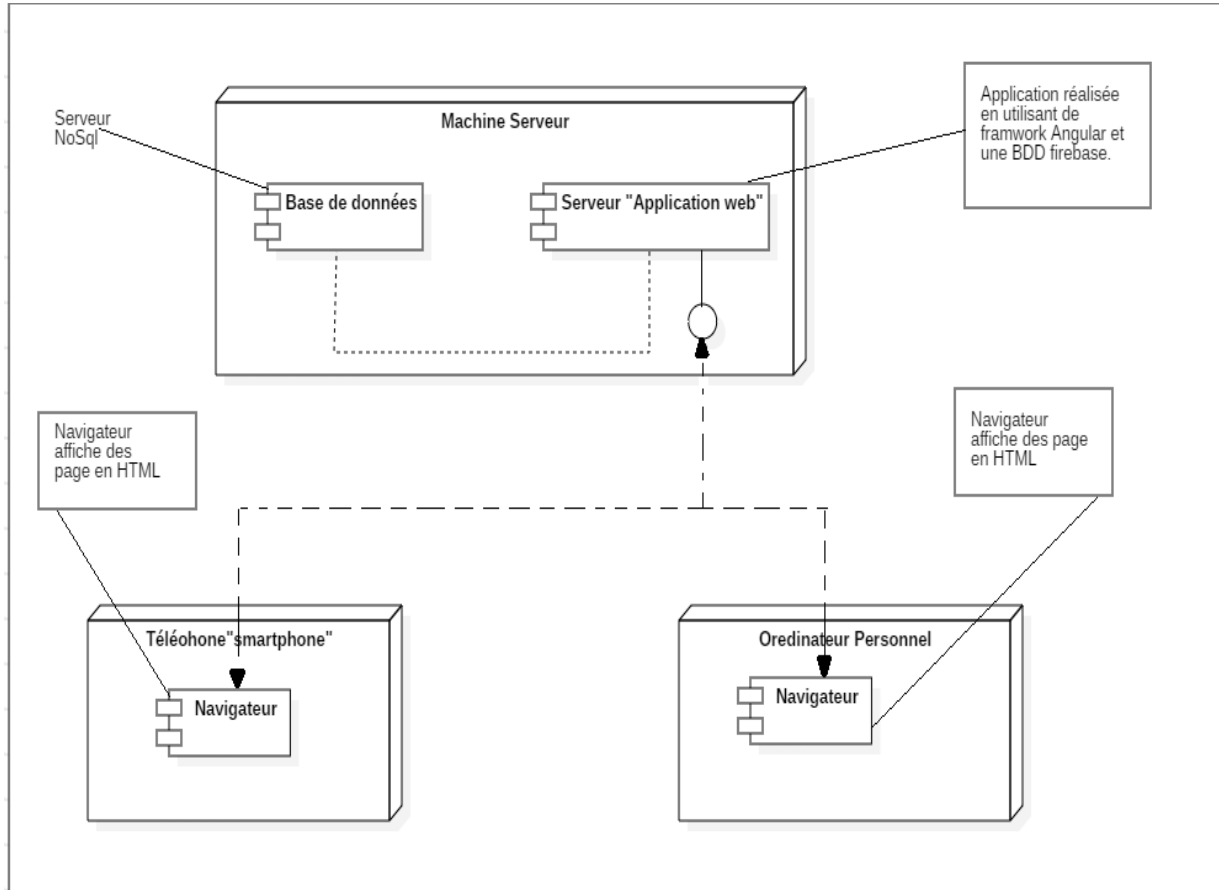 Machine Serveur
Serveur
NoSql
Application réalisée
en utilisant de
framwork Angular et
une BDD firebase.
Base de données
Serveur "Application web"
Navigateur
affiche des
page en HTML
Navigateur
affiche des page
en HTML
Téléohone"smartphone"
Oredinateur Personnel
Navigateur
Navigateur